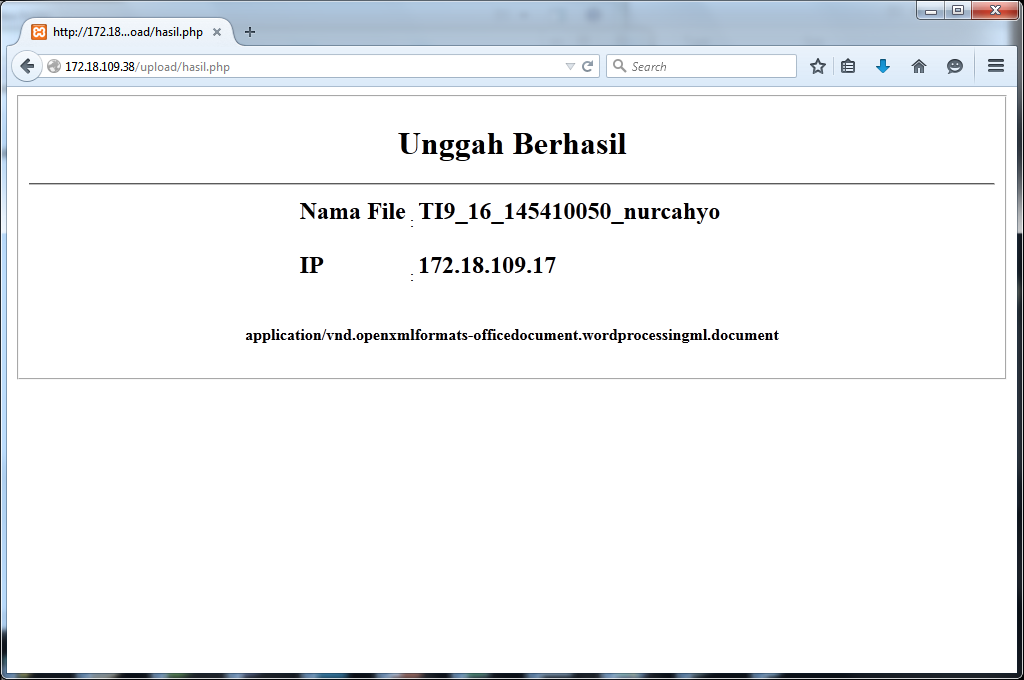 http://172.18...oad/hasil.php
172.18.109.38/upload/hasil.php
Search
Unggah Berhasil
Nama File : TI9_16_145410050_nurcahyo
IP : 172.18.109.17
application/vnd.openxmlformats-officedocument.wordprocessingml.document